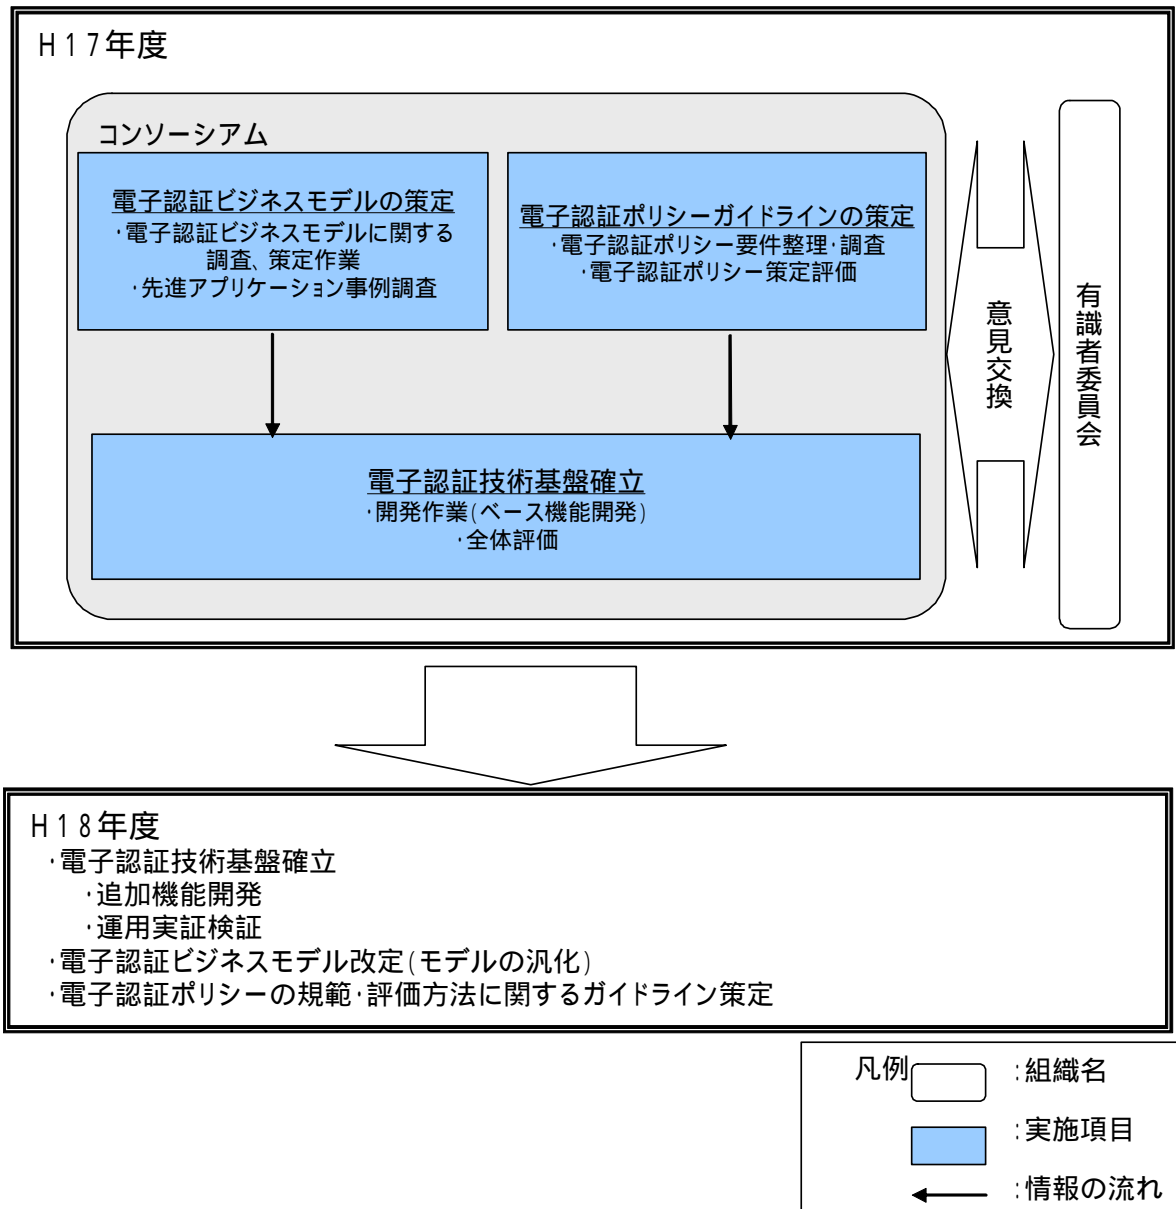 H17年度
コンソーシアム
電子認証ビジネスモデルの策定
・電子認証ビジネスモデルに関する
調査、策定作業
・先進アプリケーション事例調査
電子認証ポリシーガイドラインの策定
・電子認証ポリシー要件整理・調査
・電子認証ポリシー策定評価
電子認証技術基盤確立
・開発作業(ベース機能開発)
・全体評価
意見交換
有識者委員会
H18年度
・電子認証技術基盤確立
・追加機能開発
・運用実証検証
・電子認証ビジネスモデル改定(モデルの汎化)
・電子認証ポリシーの規範・評価方法に関するガイドライン策定
凡例
:組織名
:実施項目
:情報の流れ